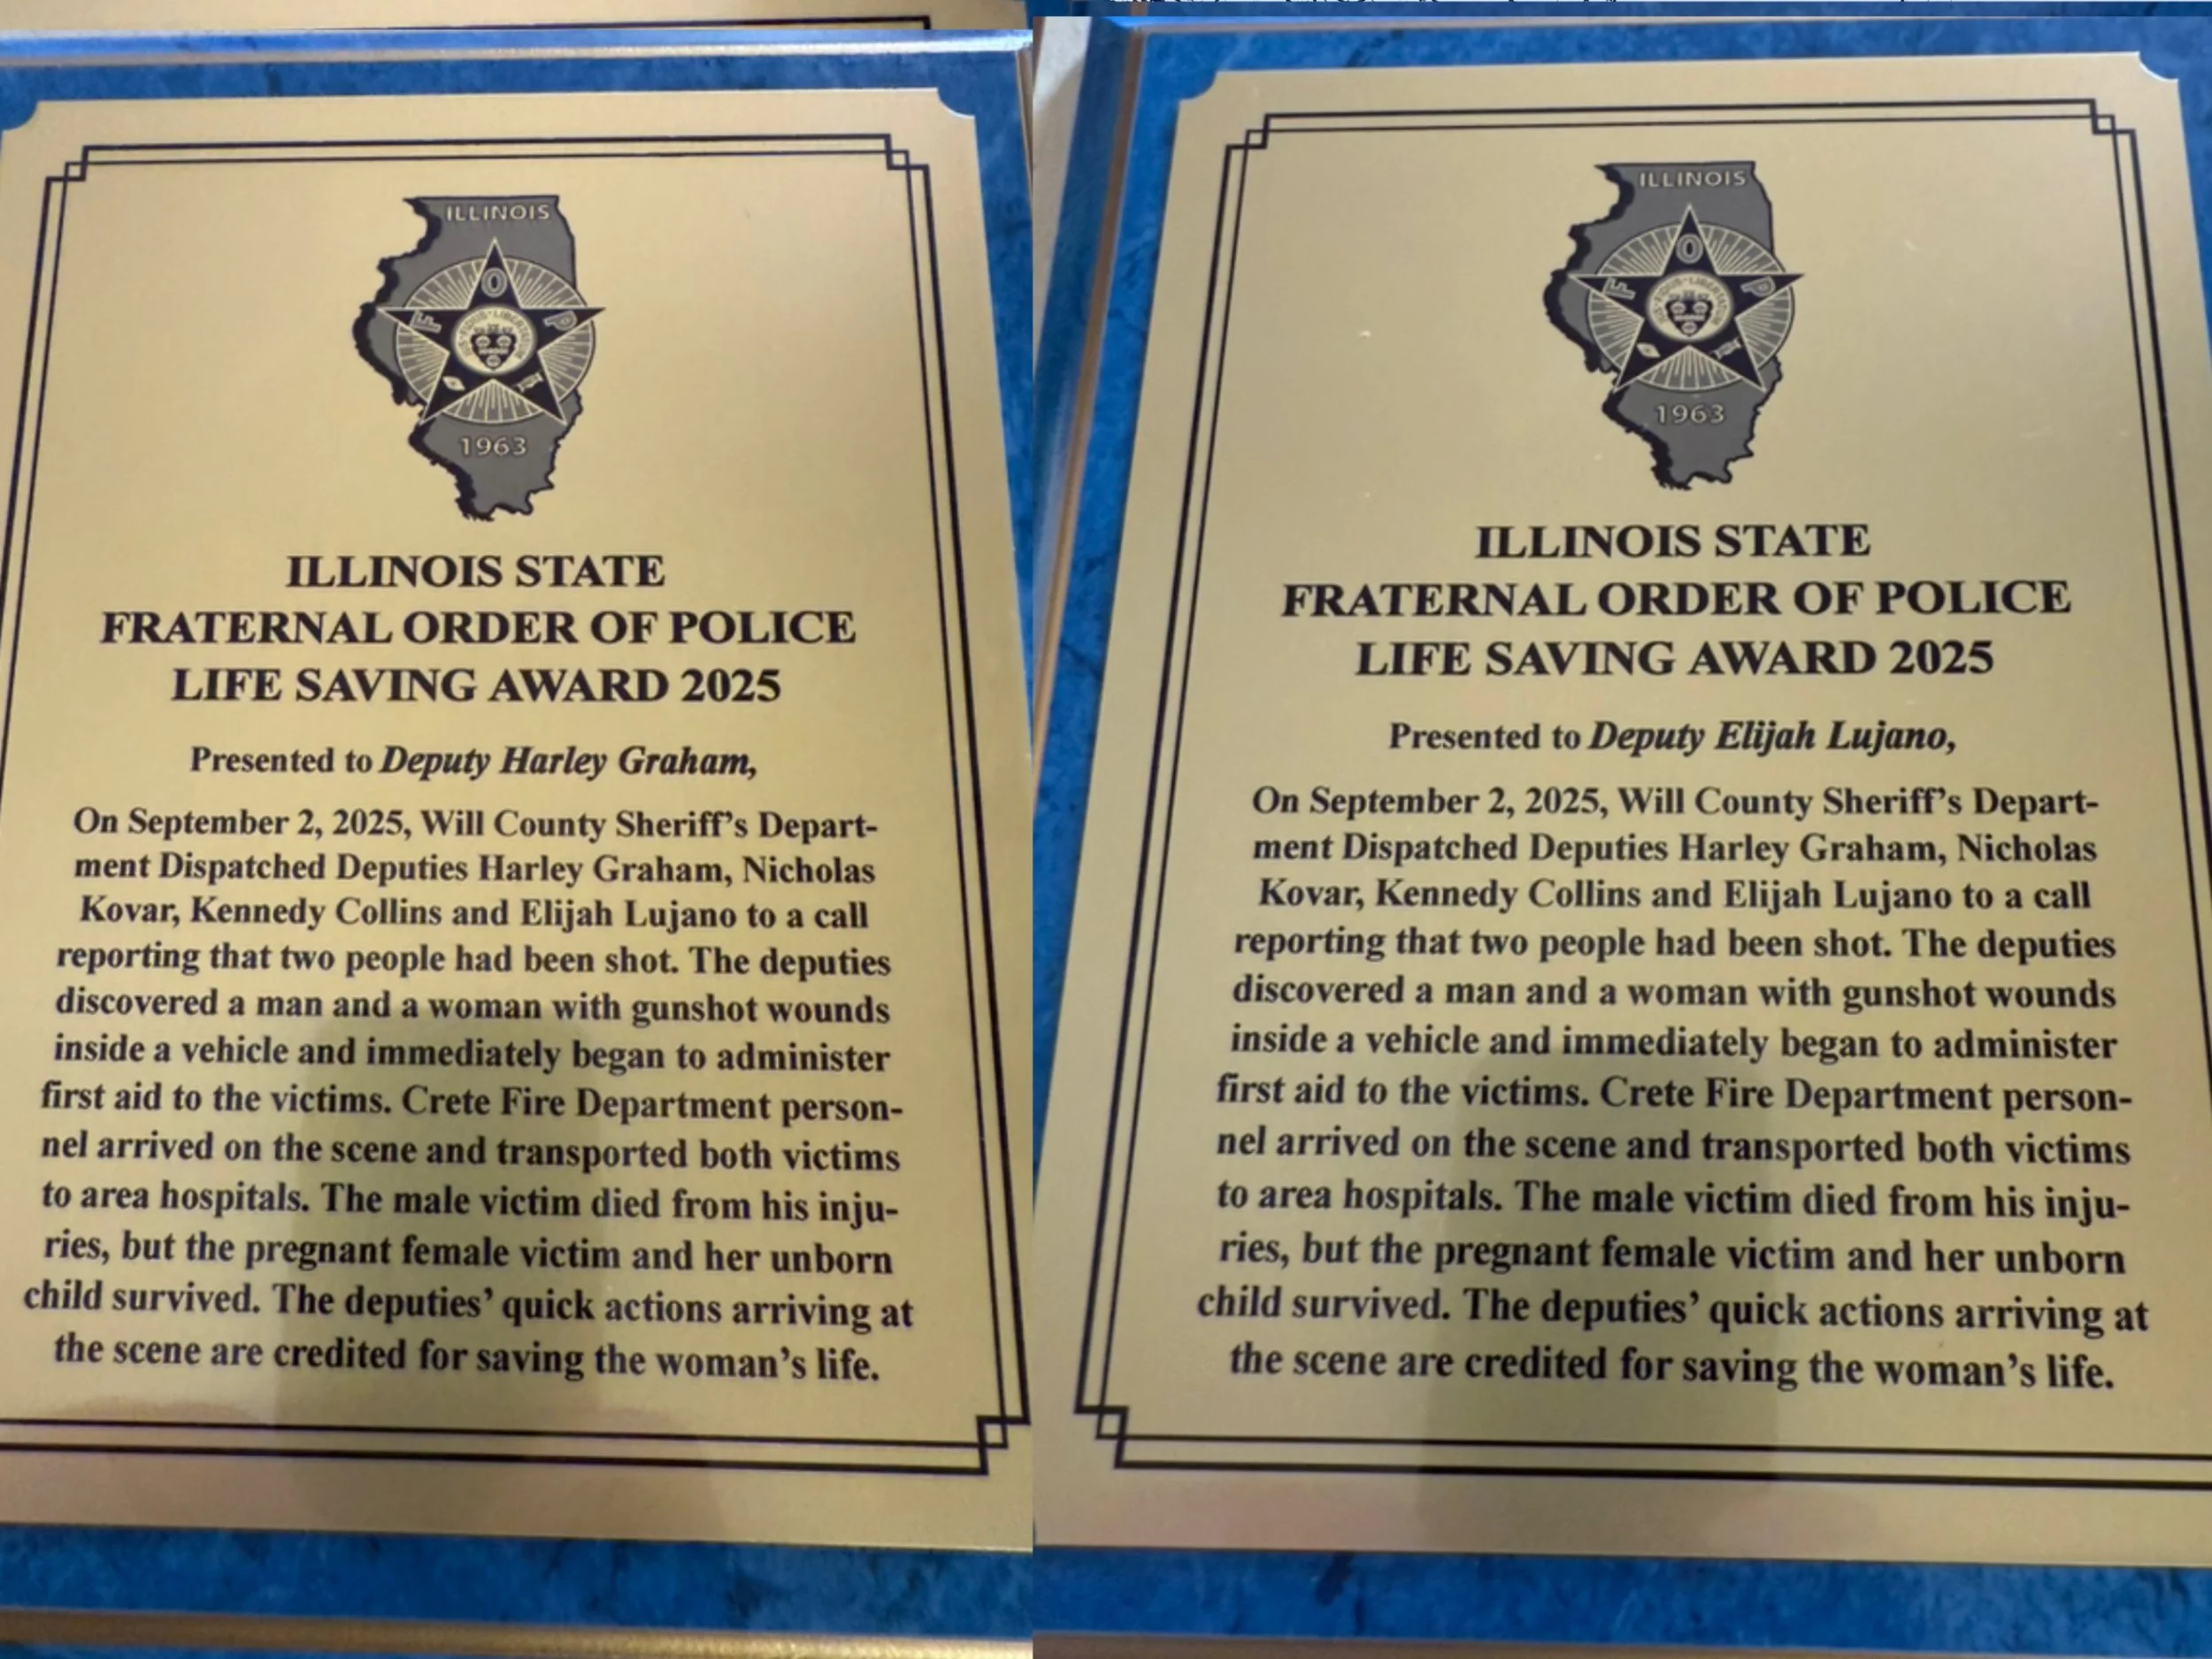 ILLINOIS
F O P
1963
ILLINOIS STATE
FRATERNAL ORDER OF POLICE
LIFE SAVING AWARD 2025
Presented to Deputy Harley Graham,
On September 2, 2025, Will County Sheriff's Depart-
ment Dispatched Deputies Harley Graham, Nicholas
Kovar, Kennedy Collins and Elijah Lujano to a call
reporting that two people had been shot. The deputies
discovered a man and a woman with gunshot wounds
inside a vehicle and immediately began to administer
first aid to the victims. Crete Fire Department person-
nel arrived on the scene and transported both victims
to area hospitals. The male victim died from his inju-
ries, but the pregnant female victim and her unborn
child survived. The deputies' quick actions arriving at
the scene are credited for saving the woman's life.
ILLINOIS
F O P
1963
ILLINOIS STATE
FRATERNAL ORDER OF POLICE
LIFE SAVING AWARD 2025
Presented to Deputy Elijah Lujano,
On September 2, 2025, Will County Sheriff's Depart-
ment Dispatched Deputies Harley Graham, Nicholas
Kovar, Kennedy Collins and Elijah Lujano to a call
reporting that two people had been shot. The deputies
discovered a man and a woman with gunshot wounds
inside a vehicle and immediately began to administer
first aid to the victims. Crete Fire Department person-
nel arrived on the scene and transported both victims
to area hospitals. The male victim died from his inju-
ries, but the pregnant female victim and her unborn
child survived. The deputies' quick actions arriving at
the scene are credited for saving the woman's life.